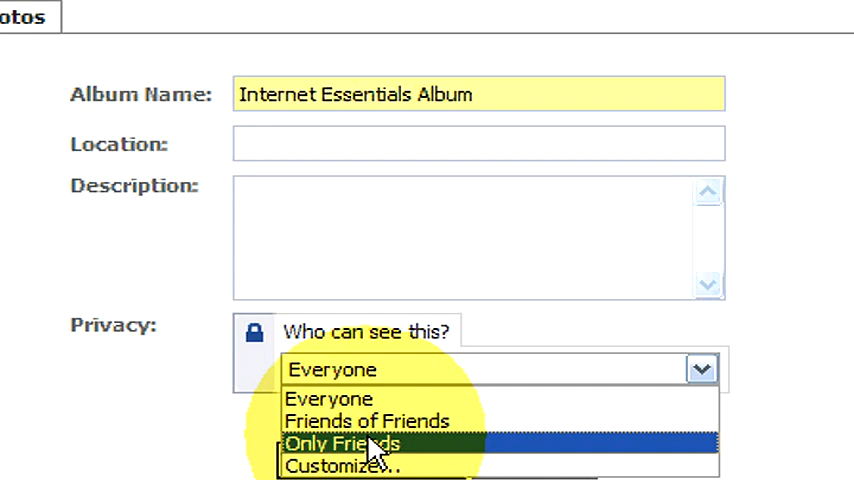 otos
Album Name: Internet Essentials Album
Location:
Description:
Privacy: Who can see this?
Everyone
Everyone
Friends of Friends
Only Friends
Customize...